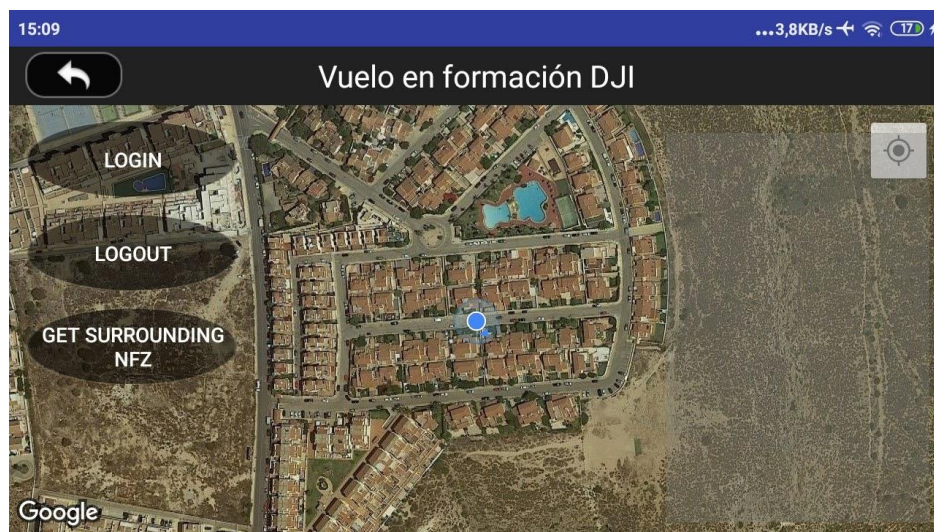 15:09
...3,8KB/s
17
Vuelo en formación DJI
LOGIN
LOGOUT
GET SURROUNDING
NFZ
Google